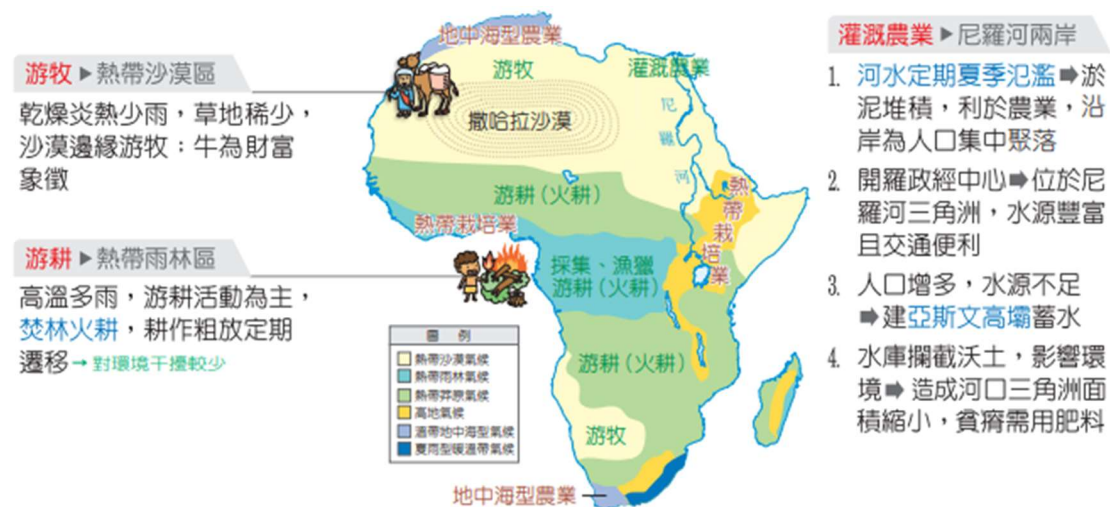 游牧▶熱帶沙漠區
乾燥炎熱少雨，草地稀少，
沙漠邊緣游牧：牛為財富
象徵
游耕▶熱帶雨林區
高溫多雨，游耕活動為主，
焚林火耕，耕作粗放定期
遷移→對環境干擾較少
地中海型農業
游牧
灌溉農業
撒哈拉沙漠
尼羅河
游耕(火耕)
熱帶栽培業
熱帶栽培業
採集、漁獵
游耕(火耕)
游耕(火耕)
游牧
地中海型農業
圖 例
熱帶沙漠氣候
熱帶雨林氣候
熱帶莽原氣候
高地氣候
溫帶地中海型氣候
夏雨型暖溫帶氣候
灌溉農業▶尼羅河兩岸
1. 河水定期夏季氾濫➡淤
泥堆積，利於農業，沿
岸為人口集中聚落
2. 開羅政經中心➡位於尼
羅河三角洲，水源豐富
且交通便利
3. 人口增多，水源不足
➡建亞斯文高壩蓄水
4. 水庫攔截沃土，影響環
境➡ 造成河口三角洲面
積縮小，貧瘠需用肥料